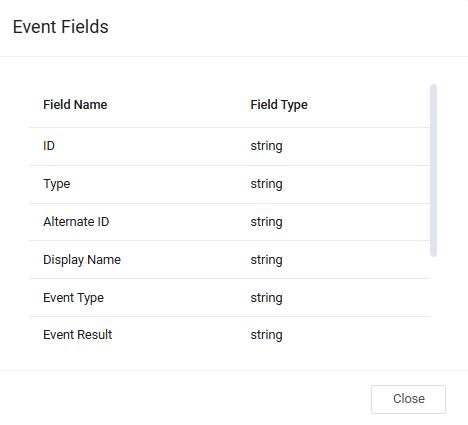 Event Fields
Field Name Field Type
ID string
Type string
Alternate ID string
Display Name string
Event Type string
Event Result string
Close